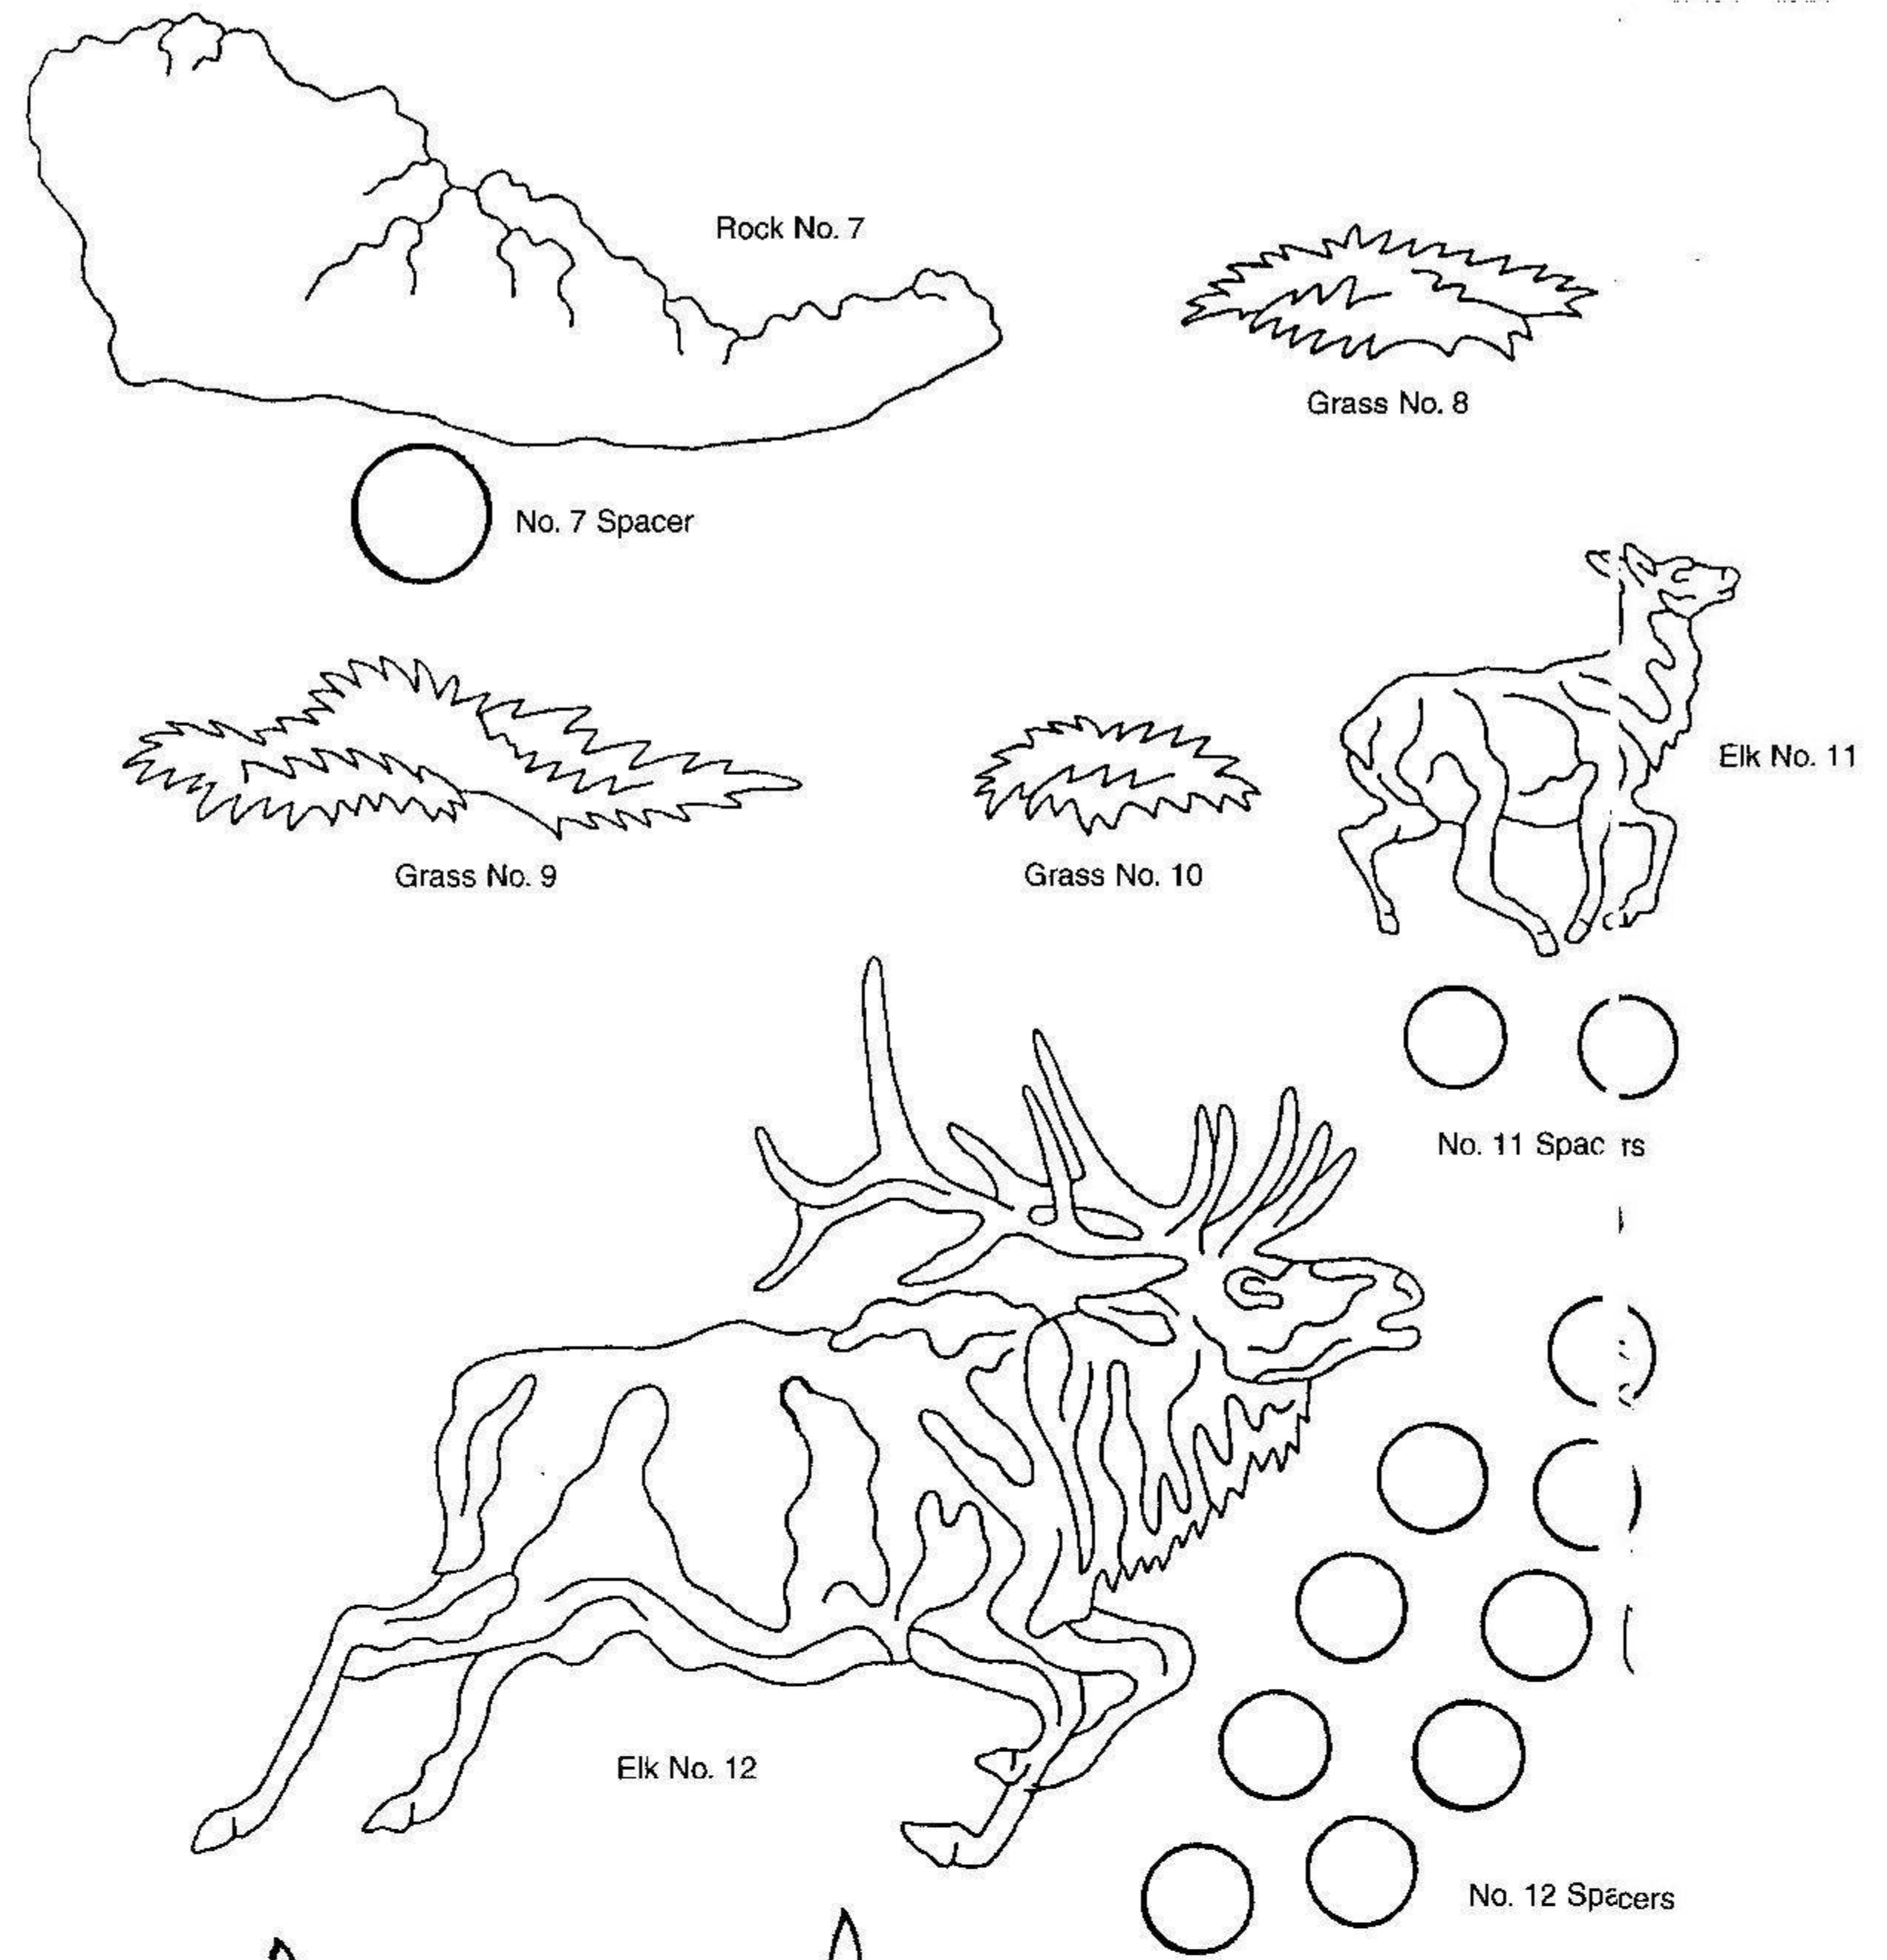 Rock No. 7
Grass No. 8
No. 7 Spacer
Elk No. 11
Grass No. 9
Grass No. 10
No. 11 Spac rs
Elk No. 12
No. 12 Spacers